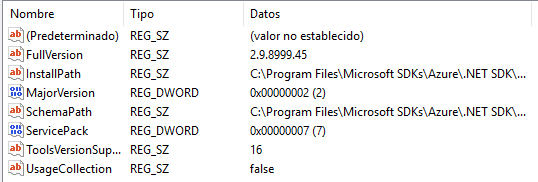 Nombre Tipo Datos
(Predeterminado) REG_SZ (valor no establecido)
FullVersion REG_SZ 2.9.8999.45
InstallPath REG_SZ C:\Program Files\Microsoft SDKs\Azure\.NET SDK\...
MajorVersion REG_DWORD 0x00000002 (2)
SchemaPath REG_SZ C:\Program Files\Microsoft SDKs\Azure\.NET SDK\...
ServicePack REG_DWORD 0x00000007 (7)
ToolsVersionSup... REG_SZ 16
UsageCollection REG_SZ false